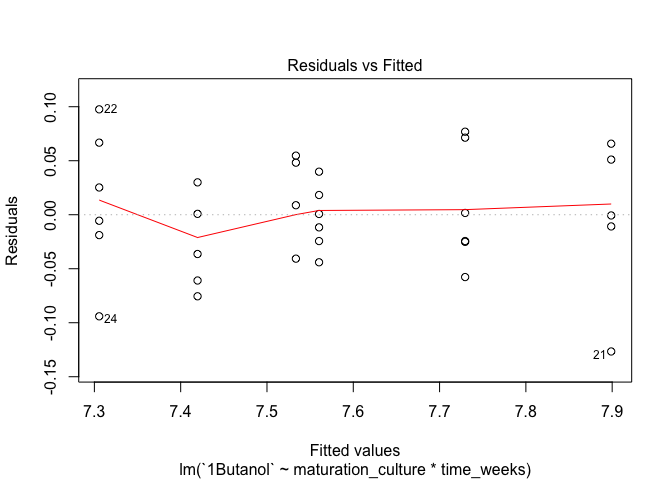 Residuals vs Fitted
Residuals
0.10
0.05
0.00
-0.05
-0.10
-0.15
22
24
21
7.3 7.4 7.5 7.6 7.7 7.8 7.9
Fitted values
lm(`1Butanol` ~ maturation_culture * time_weeks)